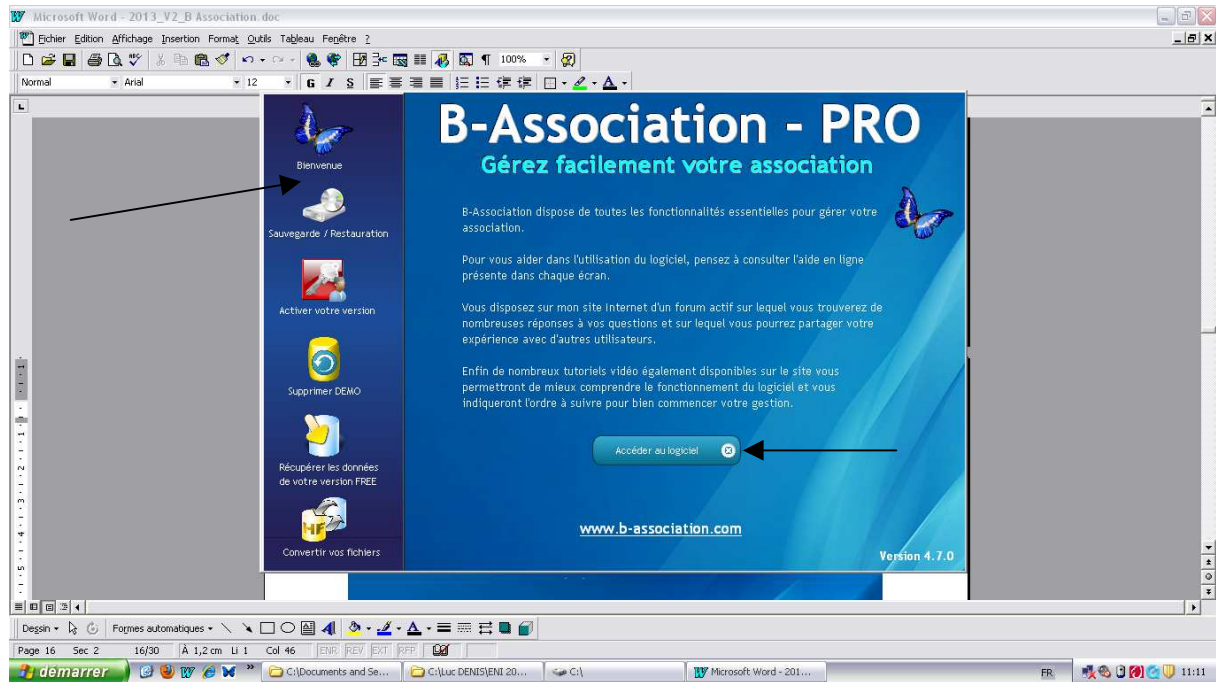 Microsoft Word - 2013_V2_B Association.doc
Fichier Edition Affichage Insertion Format Outils Tableau Fenêtre ?
100%
Normal Arial 12 G I S
B-Association - PRO
Gérez facilement votre association
Bienvenue
Sauvegarde / Restauration
Activer votre version
Supprimer DEMO
Récupérer les données
de votre version FREE
HF
Convertir vos fichiers
B-Association dispose de toutes les fonctionnalités essentielles pour gérer votre
association.
Pour vous aider dans l'utilisation du logiciel, pensez à consulter l'aide en ligne
présente dans chaque écran.
Vous disposez sur mon site Internet d'un forum actif sur lequel vous trouverez de
nombreuses réponses à vos questions et sur lequel vous pourrez partager votre
expérience avec d'autres utilisateurs.
Enfin de nombreux tutoriels vidéo également disponibles sur le site vous
permettront de mieux comprendre le fonctionnement du logiciel et vous
indiqueront l'ordre à suivre pour bien commencer votre gestion.
Accéder au logiciel
www.b-association.com
Version 4.7.0
Dessin Formes automatiques
Page 16 Sec 2 16/30 À 1,2 cm Li 1 Col 46 ENR REV EXT RFP
démarrer C:\Documents and Se... C:\Luc DENIS\ENI 20... C:\ Microsoft Word - 201... FR 11:11